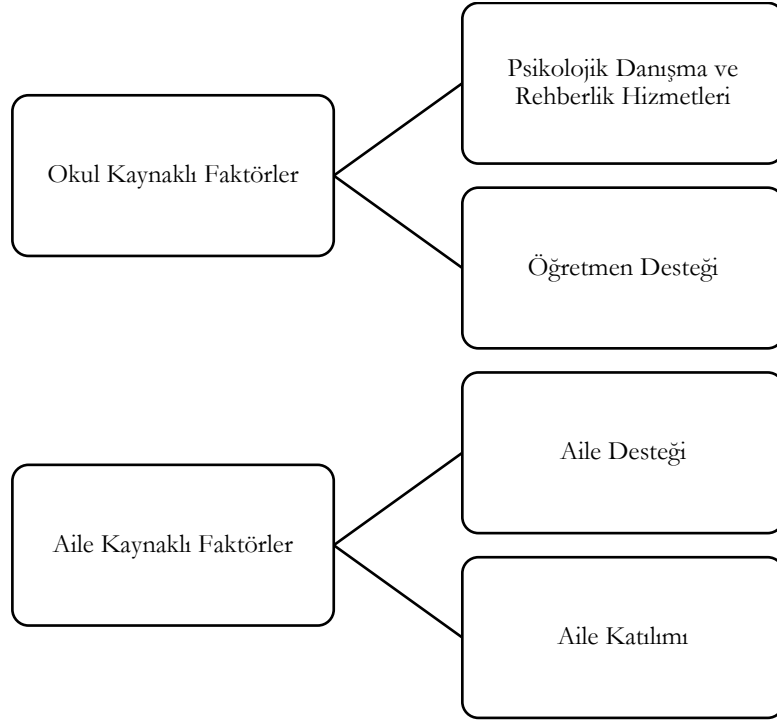 Okul Kaynaklı Faktörler
Psikolojik Danışma ve
Rehberlik Hizmetleri
Öğretmen Desteği
Aile Kaynaklı Faktörler
Aile Desteği
Aile Katılımı